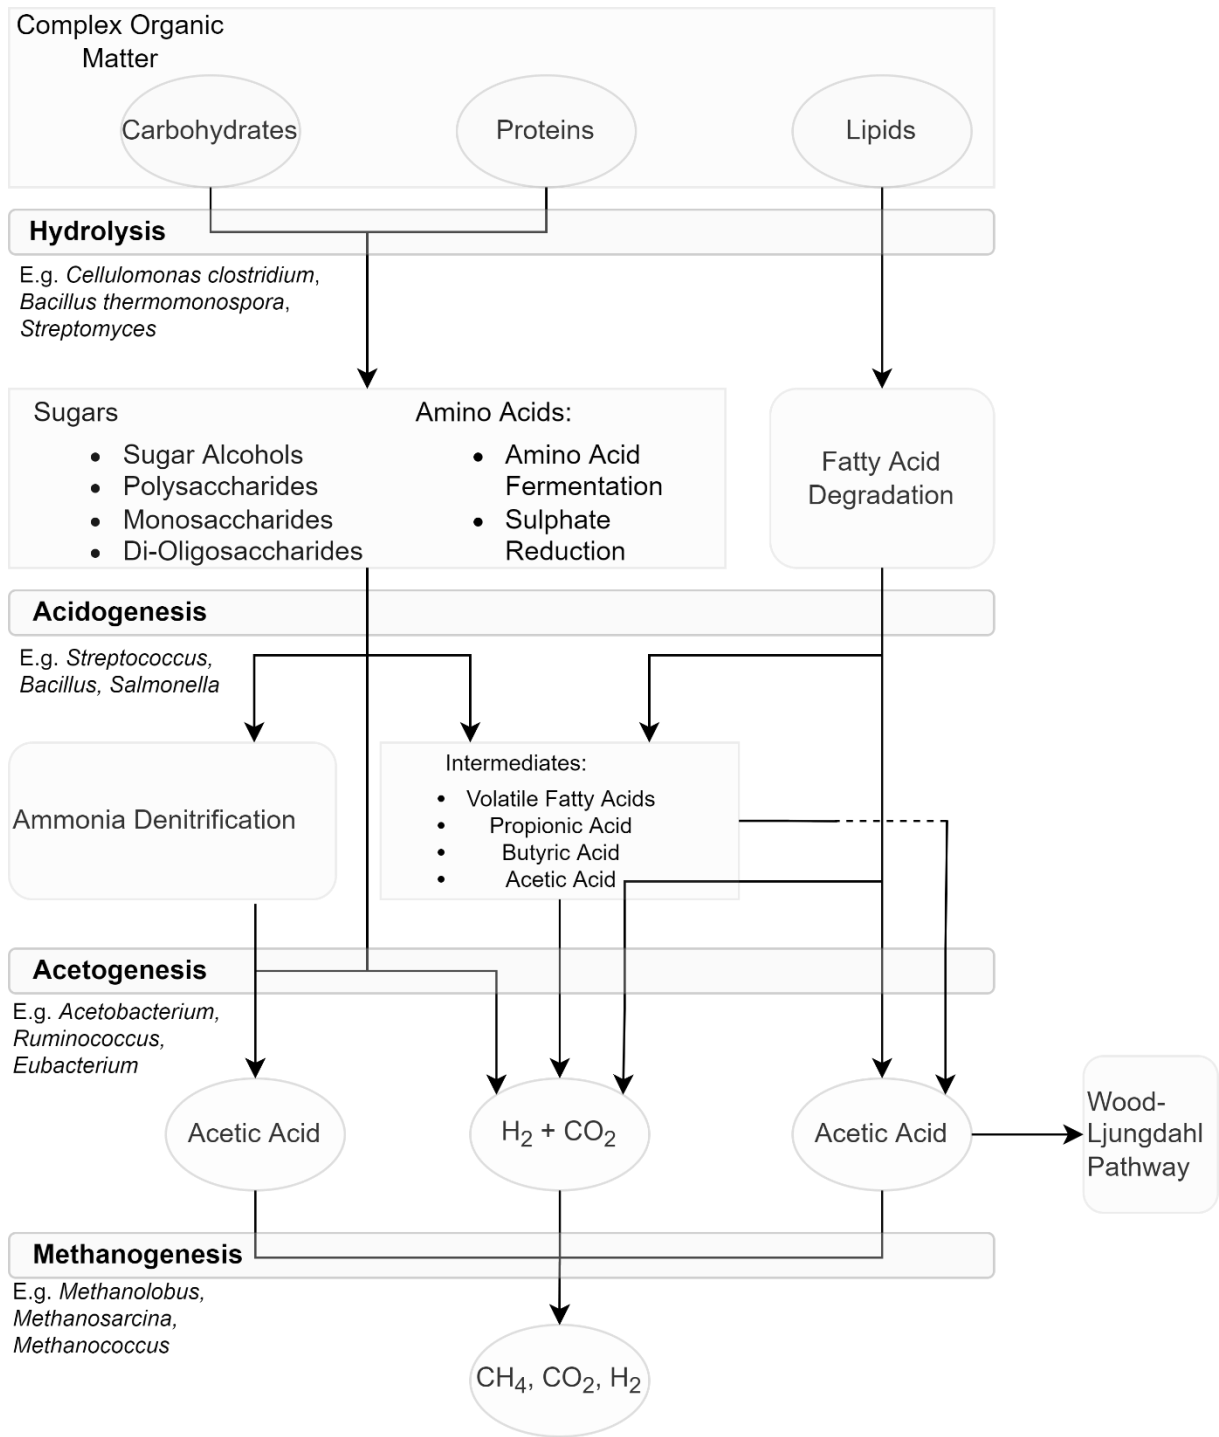 Complex Organic
Matter
Carbohydrates
Proteins
Lipids
Hydrolysis
E.g. Cellulomonas clostridium,
Bacillus thermomonospora,
Streptomyces
Sugars
• Sugar Alcohols
• Polysaccharides
• Monosaccharides
• Di-Oligosaccharides
Amino Acids:
• Amino Acid
Fermentation
• Sulphate
Reduction
Fatty Acid
Degradation
Acidogenesis
E.g. Streptococcus,
Bacillus, Salmonella
Ammonia Denitrification
Intermediates:
• Volatile Fatty Acids
• Propionic Acid
• Butyric Acid
• Acetic Acid
Acetogenesis
E.g. Acetobacterium,
Ruminococcus,
Eubacterium
Acetic Acid
H₂ + CO₂
Acetic Acid
Wood-
Ljungdahl
Pathway
Methanogenesis
E.g. Methanolobus,
Methanosarcina,
Methanococcus
CH₄, CO₂, H₂